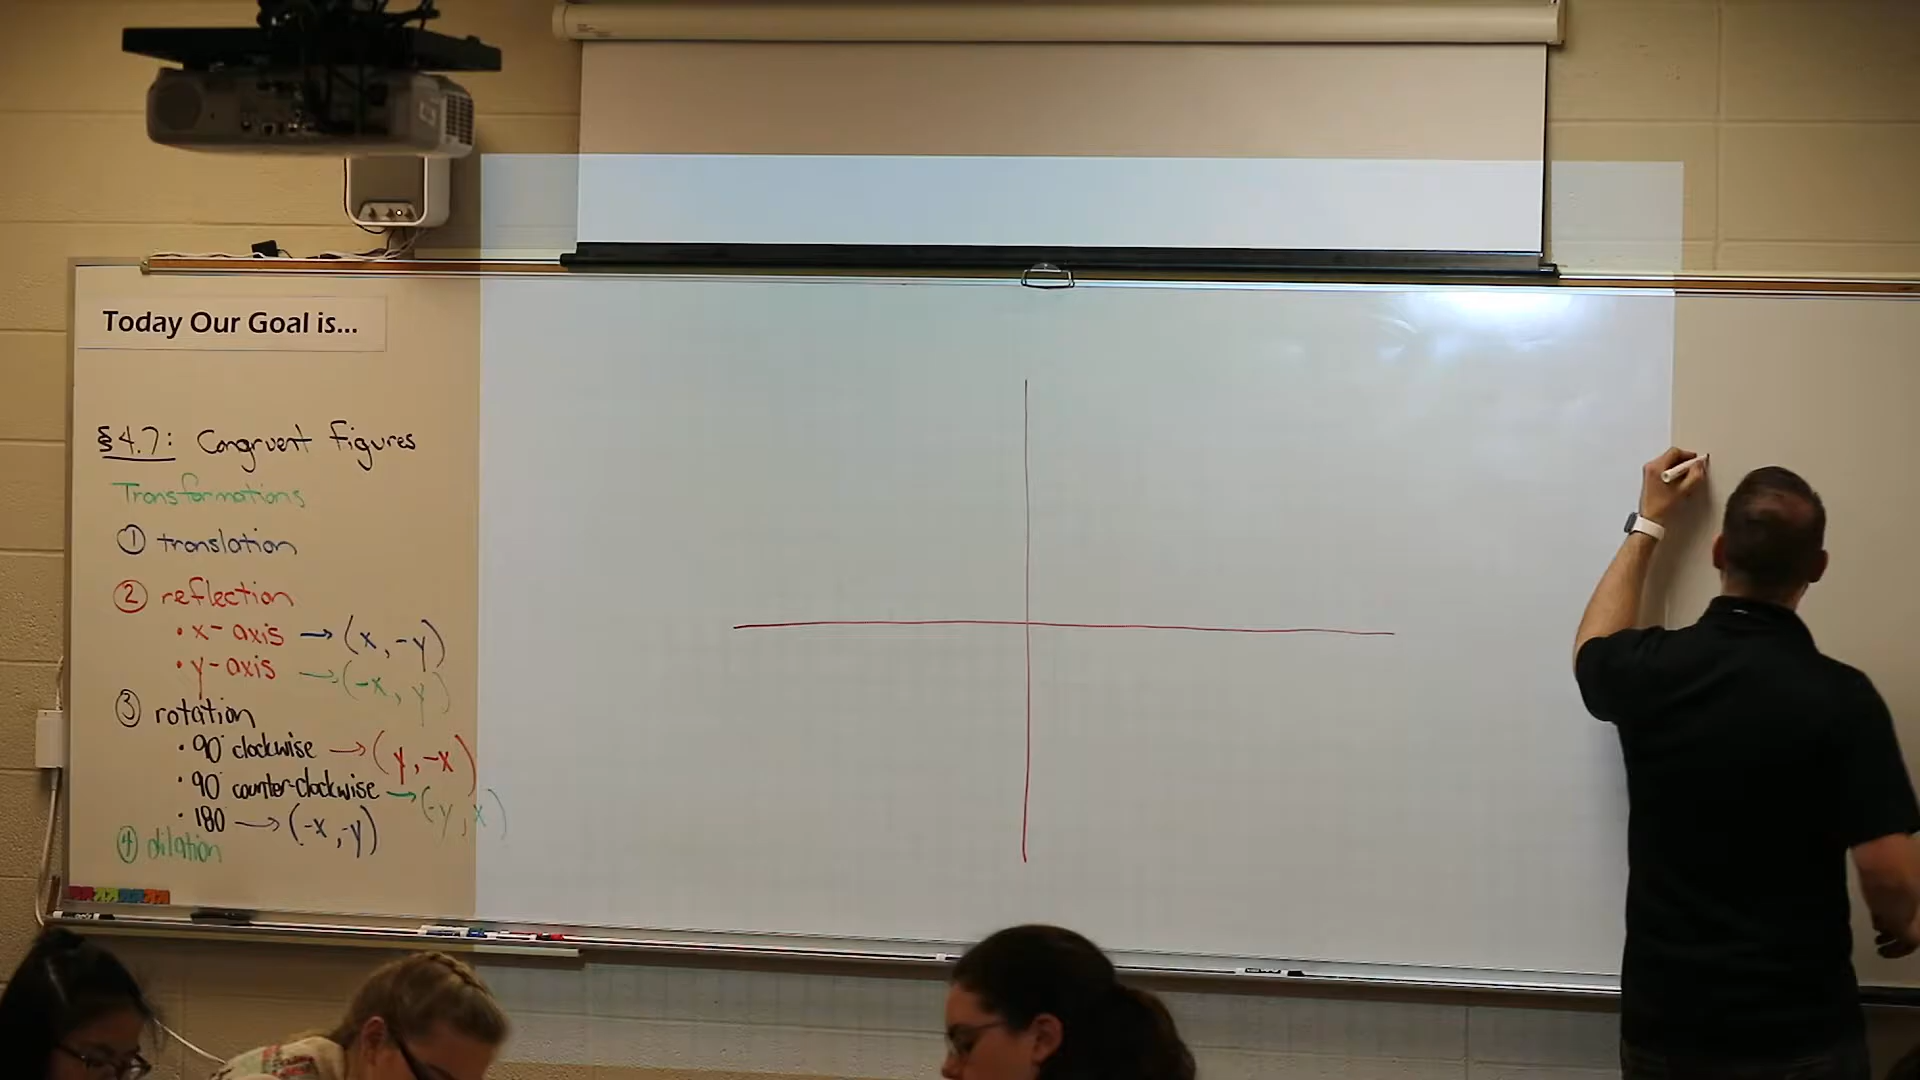 Today Our Goal is...
§4.7: Congruent Figures
Transformations
① translation
② reflection
• x-axis → (x, -y)
• y-axis → (-x, y)
③ rotation
• 90° clockwise → (y, -x)
• 90° counter-clockwise → (-y, x)
• 180° → (-x, -y)
④ dilation